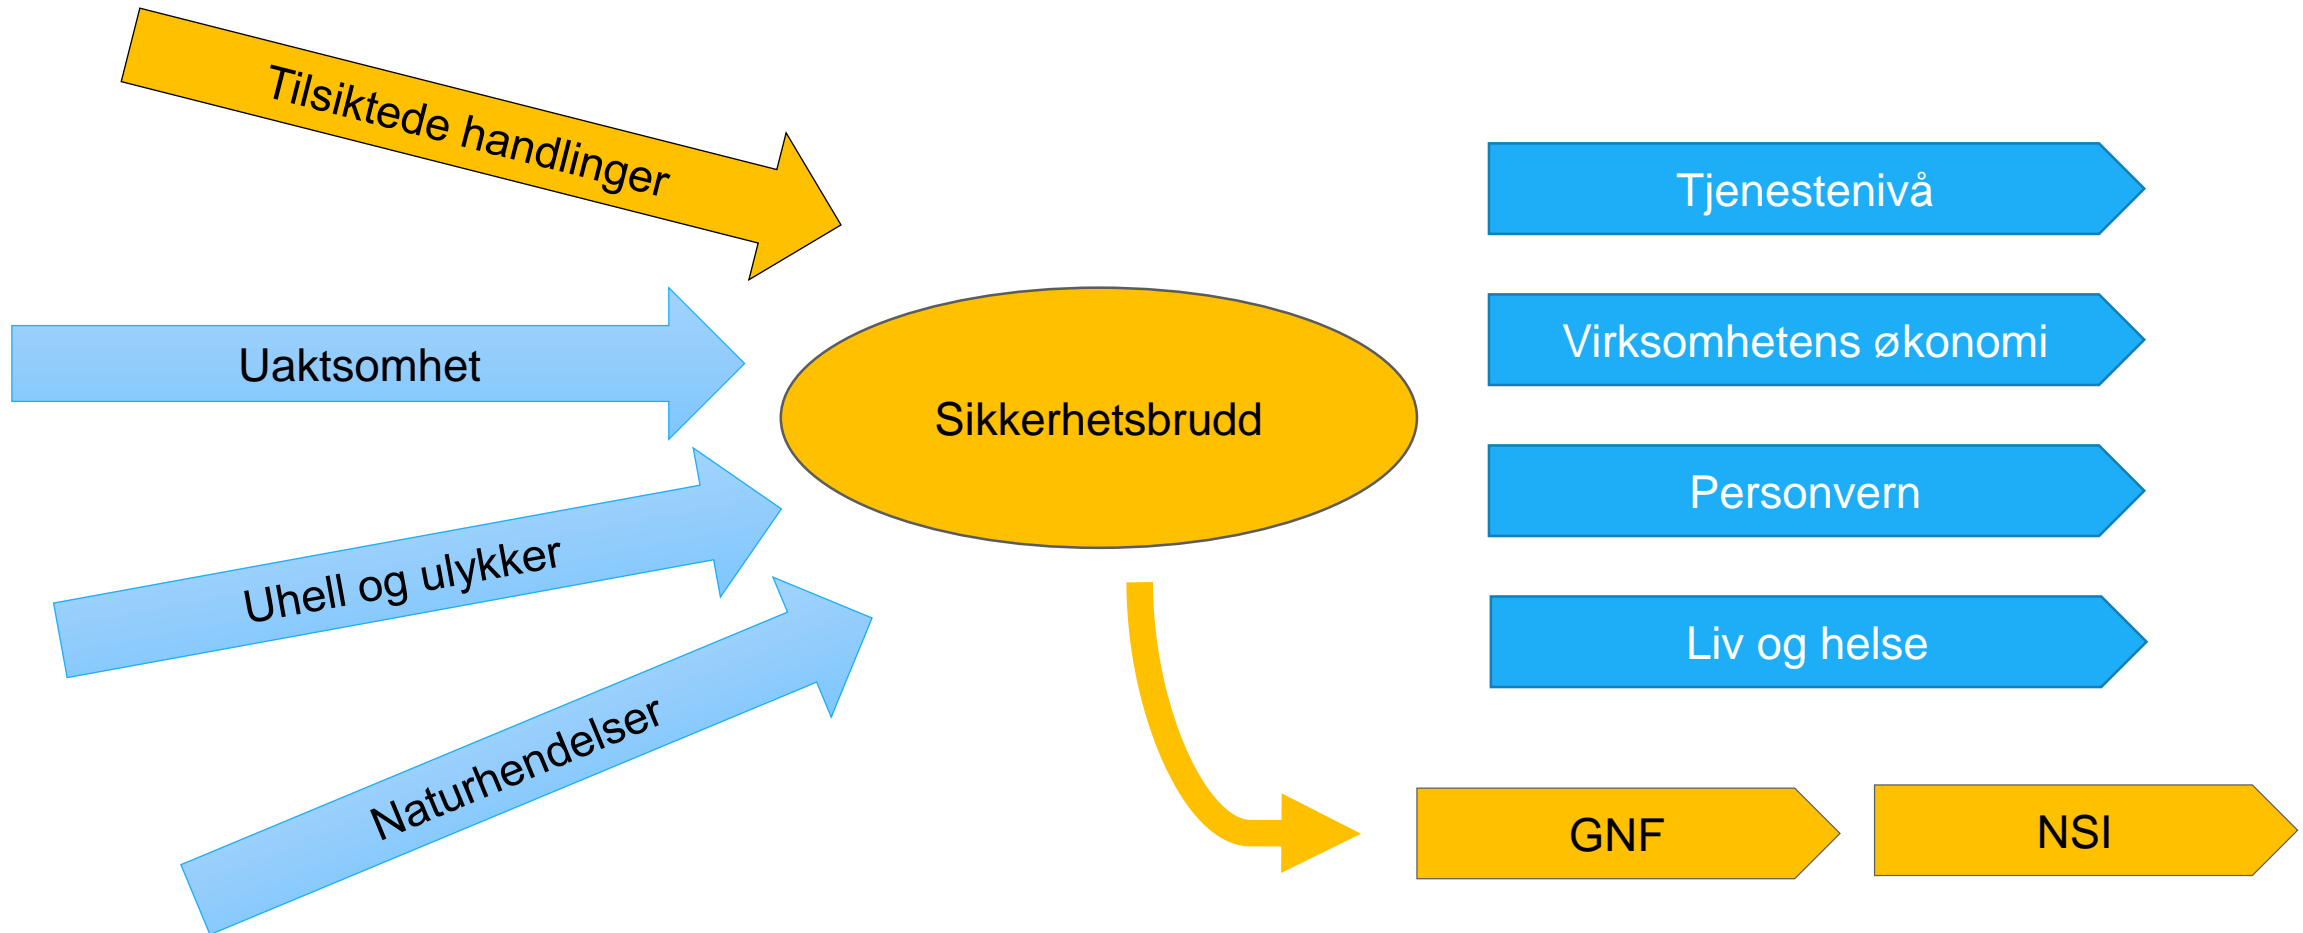 Tilsiktede handlinger
Uaktsomhet
Uhell og ulykker
Naturhendelser
Sikkerhetsbrudd
Tjenestenivå
Virksomhetens økonomi
Personvern
Liv og helse
GNF
NSI